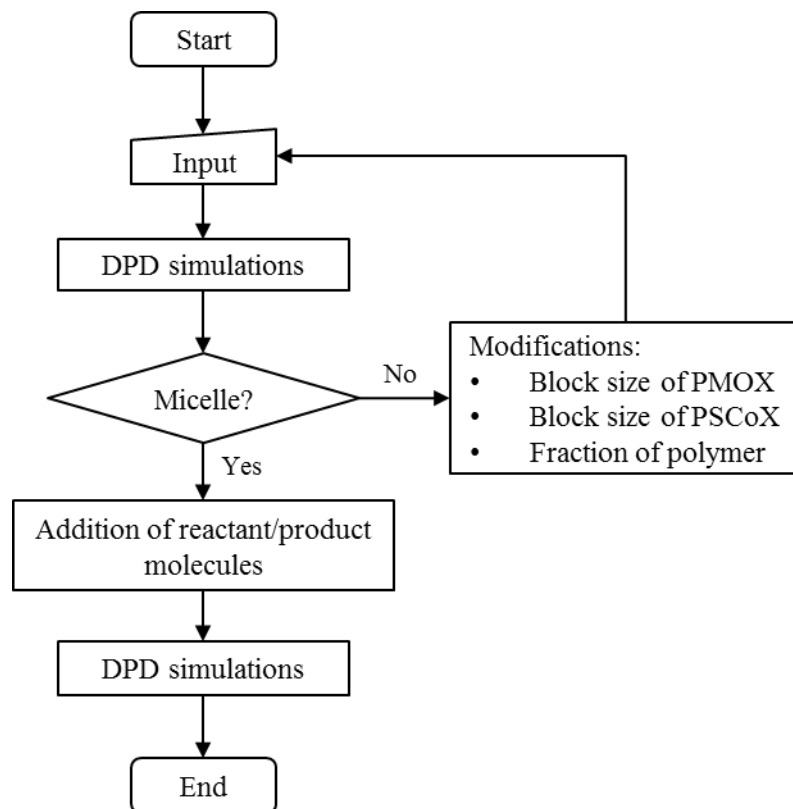 Start
Input
DPD simulations
Micelle?
No
Modifications:
• Block size of PMOX
• Block size of PSCoX
• Fraction of polymer
Yes
Addition of reactant/product
molecules
DPD simulations
End